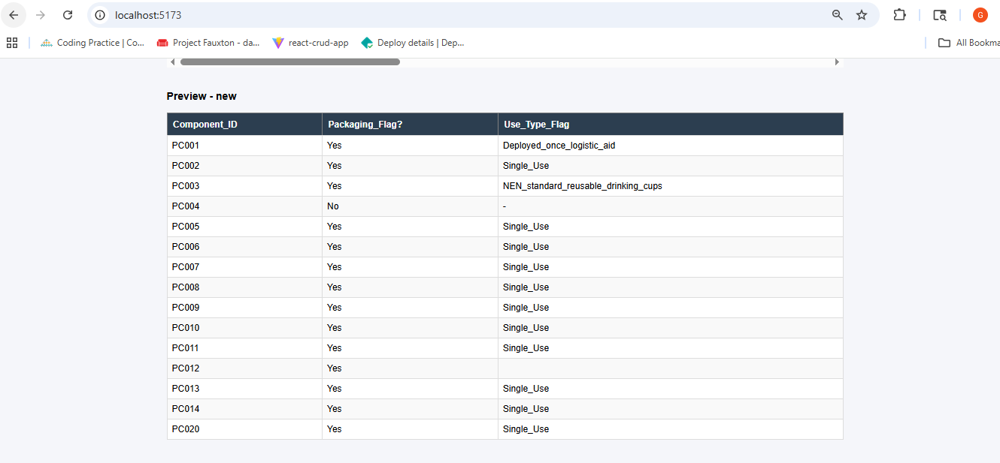 localhost:5173
G
Coding Practice | Co... Project Fauxton - da... react-crud-app Deploy details | Dep... All Bookma
Preview - new
Component_ID Packaging_Flag? Use_Type_Flag
PC001 Yes Deployed_once_logistic_aid
PC002 Yes Single_Use
PC003 Yes NEN_standard_reusable_drinking_cups
PC004 No -
PC005 Yes Single_Use
PC006 Yes Single_Use
PC007 Yes Single_Use
PC008 Yes Single_Use
PC009 Yes Single_Use
PC010 Yes Single_Use
PC011 Yes Single_Use
PC012 Yes
PC013 Yes Single_Use
PC014 Yes Single_Use
PC020 Yes Single_Use